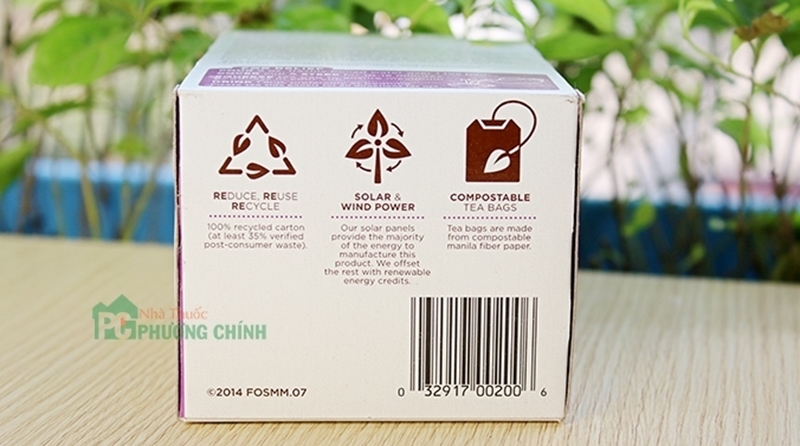 REDUCE, REUSE
RECYCLE
100% recycled carton
(at least 35% verified
post-consumer waste).
SOLAR &
WIND POWER
Our solar panels
provide the majority
of the energy to
manufacture this
product. We offset
the rest with renewable
energy credits.
COMPOSTABLE
TEA BAGS
Tea bags are made
from compostable
manila fiber paper.
PC
Nhà Thuốc
PHƯƠNG CHÍNH
©2014 FOSMM.07
0 32917 00200 6